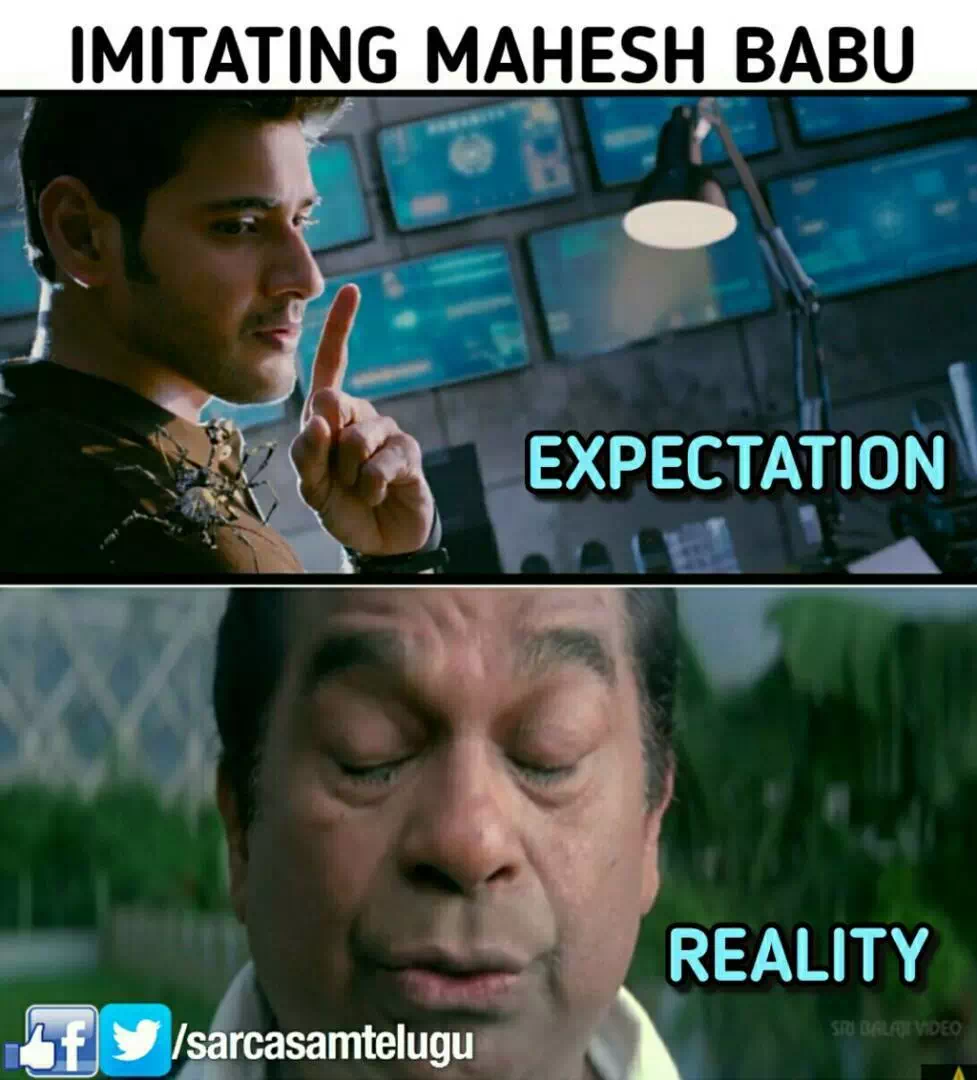 IMITATING MAHESH BABU
EXPECTATION
REALITY
SRI BALAJI VIDEO
/sarcasamtelugu